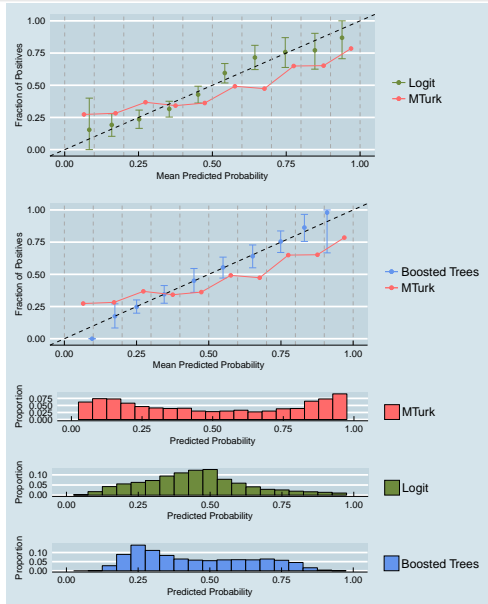 Fraction of Positives
1.00
0.75
0.50
0.25
0.00
0.00 0.25 0.50 0.75 1.00
Mean Predicted Probability
Logit
MTurk
Fraction of Positives
1.00
0.75
0.50
0.25
0.00
0.00 0.25 0.50 0.75 1.00
Mean Predicted Probability
Boosted Trees
MTurk
Proportion
0.075
0.050
0.025
0.000
0.00 0.25 0.50 0.75 1.00
Predicted Probability
MTurk
Proportion
0.10
0.05
0.00
0.00 0.25 0.50 0.75 1.00
Predicted Probability
Logit
Proportion
0.10
0.05
0.00
0.00 0.25 0.50 0.75 1.00
Predicted Probability
Boosted Trees